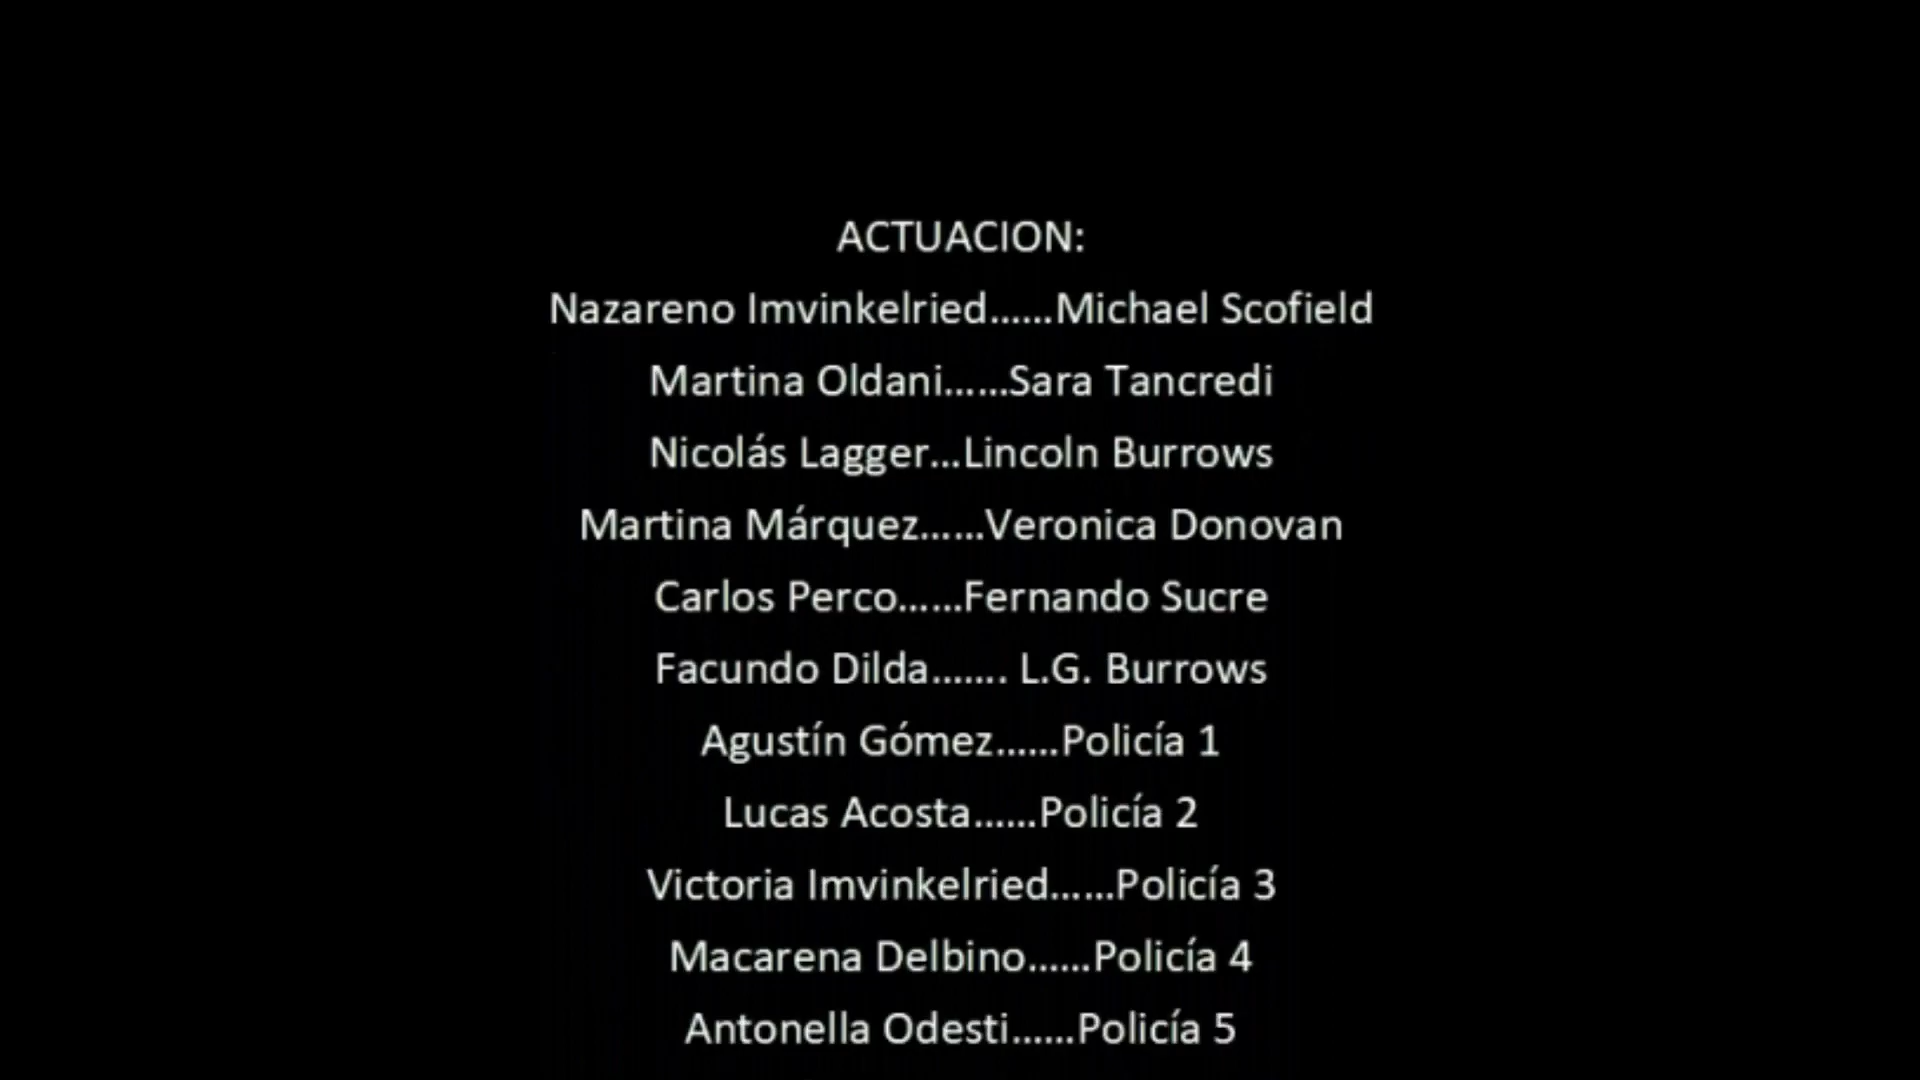 ACTUACION:
Nazareno Imvinkelried......Michael Scofield
Martina Oldani......Sara Tancredi
Nicolás Lagger...Lincoln Burrows
Martina Márquez......Veronica Donovan
Carlos Perco......Fernando Sucre
Facundo Dilda....... L.G. Burrows
Agustín Gómez......Policía 1
Lucas Acosta......Policía 2
Victoria Imvinkelried......Policía 3
Macarena Delbino......Policía 4
Antonella Odesti......Policía 5